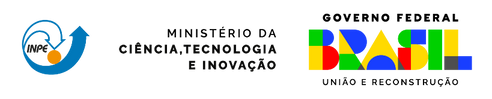 INPE
MINISTÉRIO DA
CIÊNCIA,TECNOLOGIA
E INOVAÇÃO
GOVERNO FEDERAL
BRASIL
UNIÃO E RECONSTRUÇÃO